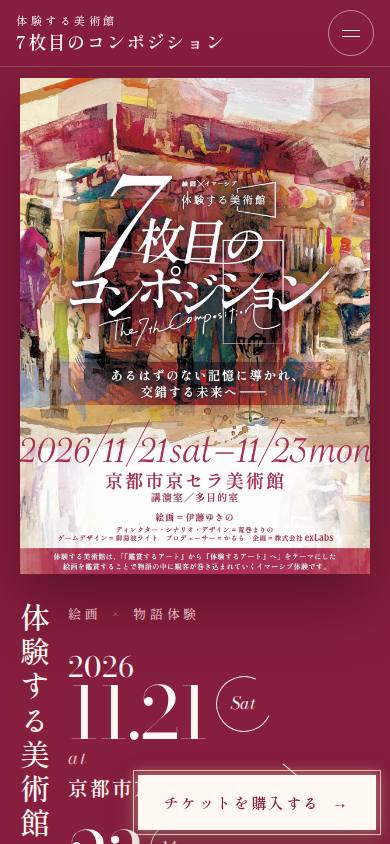 体験する美術館
7枚目のコンポジション
絵画×イマーシブ
体験する美術館
7枚目の
コンポジション
The 7th Composition
あるはずのない記憶に導かれ、
交錯する未来へ――
2026/11/21sat–11/23mon
京都市京セラ美術館
講演室／多目的室
絵画＝伊藤ゆきの
ディレクター・シナリオ・デザイン＝荒巻まりの
ゲームデザイン＝御湯波ライト プロデューサー＝かるら 企画＝株式会社 exLabs
体験する美術館は、「『鑑賞するアート』から『体験するアート』へ」をテーマにした
絵画を鑑賞することで物語の中に観客が巻き込まれていくイマーシブ体験です。
体験する美術館
絵画 × 物語体験
2026
11.21 Sat
at
京都市
チケットを購入する →